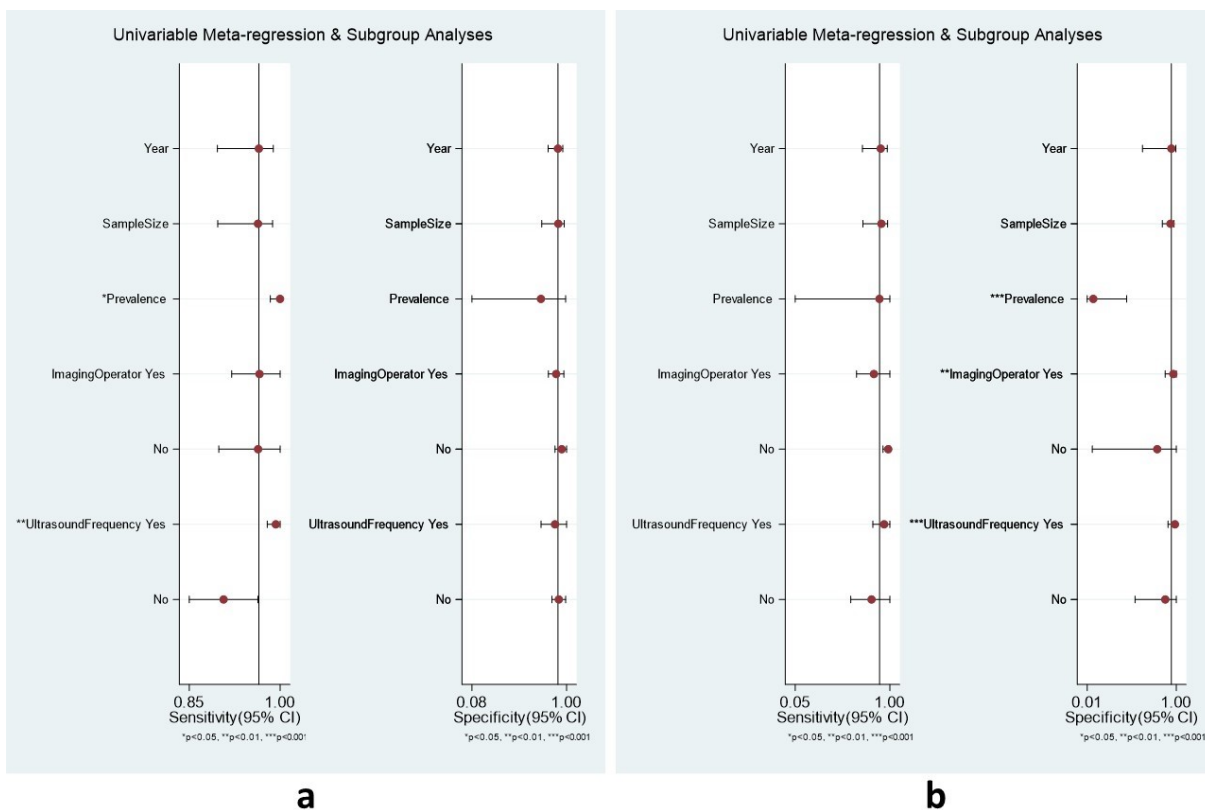 Univariable Meta-regression & Subgroup Analyses
Year
SampleSize
*Prevalence
ImagingOperator Yes
No
**UltrasoundFrequency Yes
No
0.85 1.00
Sensitivity(95% CI)
*p<0.05, **p<0.01, ***p<0.001
Year
SampleSize
Prevalence
ImagingOperator Yes
No
UltrasoundFrequency Yes
No
0.08 1.00
Specificity(95% CI)
*p<0.05, **p<0.01, ***p<0.001
a
Univariable Meta-regression & Subgroup Analyses
Year
SampleSize
Prevalence
ImagingOperator Yes
No
UltrasoundFrequency Yes
No
0.05 1.00
Sensitivity(95% CI)
*p<0.05, **p<0.01, ***p<0.001
Year
SampleSize
***Prevalence
**ImagingOperator Yes
No
***UltrasoundFrequency Yes
No
0.01 1.00
Specificity(95% CI)
*p<0.05, **p<0.01, ***p<0.001
b